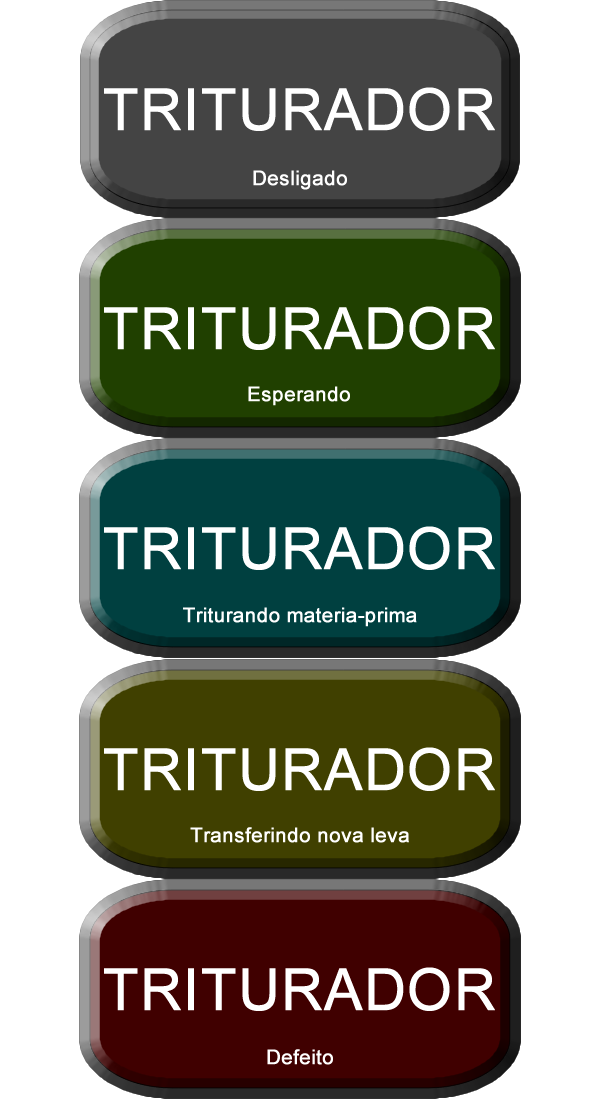 TRITURADOR
Desligado
TRITURADOR
Esperando
TRITURADOR
Triturando materia-prima
TRITURADOR
Transferindo nova leva
TRITURADOR
Defeito